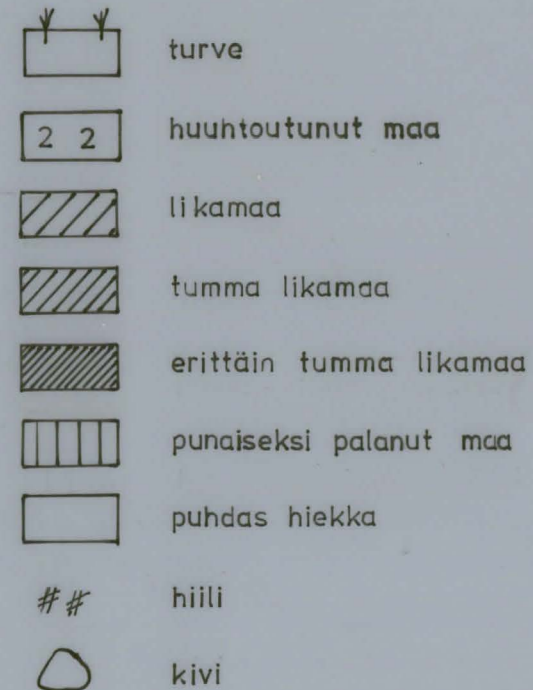 turve
2 2 huuhtoutunut maa
likamaa
tumma likamaa
erittäin tumma likamaa
punaiseksi palanut maa
puhdas hiekka
## hiili
kivi